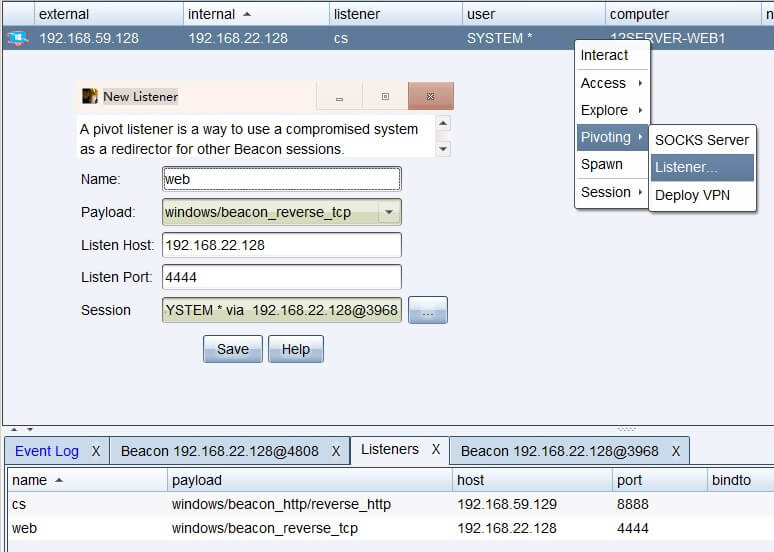 external internal listener user computer n
192.168.59.128 192.168.22.128 cs SYSTEM * 12SERVER-WEB1
Interact
Access
Explore
Pivoting
Spawn
Session
SOCKS Server
Listener...
Deploy VPN
New Listener
A pivot listener is a way to use a compromised system
as a redirector for other Beacon sessions.
Name: web
Payload: windows/beacon_reverse_tcp
Listen Host: 192.168.22.128
Listen Port: 4444
Session YSTEM * via 192.168.22.128@3968 ...
Save Help
Event Log X Beacon 192.168.22.128@4808 X Listeners X Beacon 192.168.22.128@3968 X
name payload host port bindto
cs windows/beacon_http/reverse_http 192.168.59.129 8888
web windows/beacon_reverse_tcp 192.168.22.128 4444